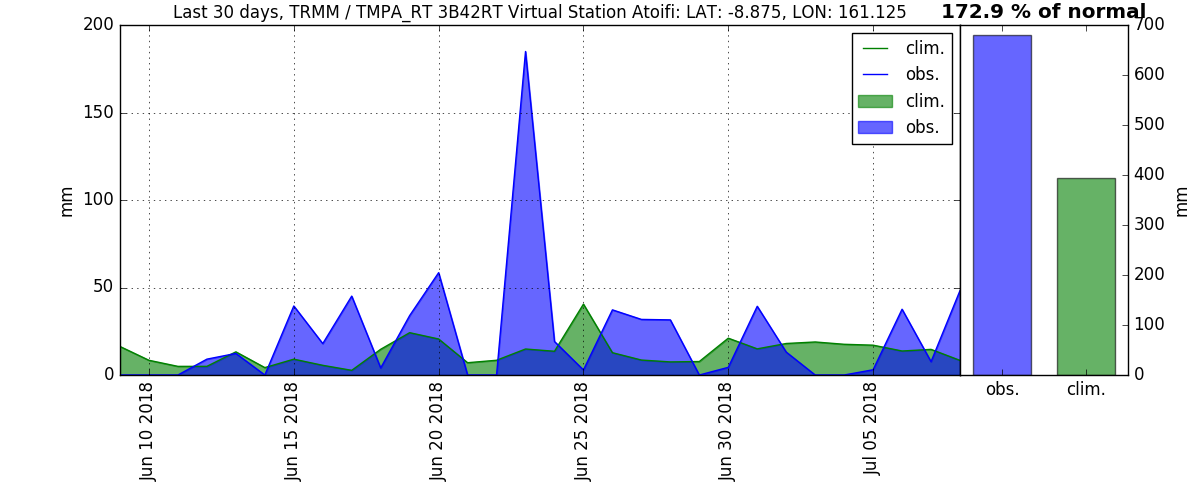 Last 30 days, TRMM / TMPA_RT 3B42RT Virtual Station Atoifi: LAT: -8.875, LON: 161.125
172.9 % of normal
200
150
100
50
0
mm
clim.
obs.
clim.
obs.
700
600
500
400
300
200
100
0
mm
obs.
clim.
Jun 10 2018
Jun 15 2018
Jun 20 2018
Jun 25 2018
Jun 30 2018
Jul 05 2018